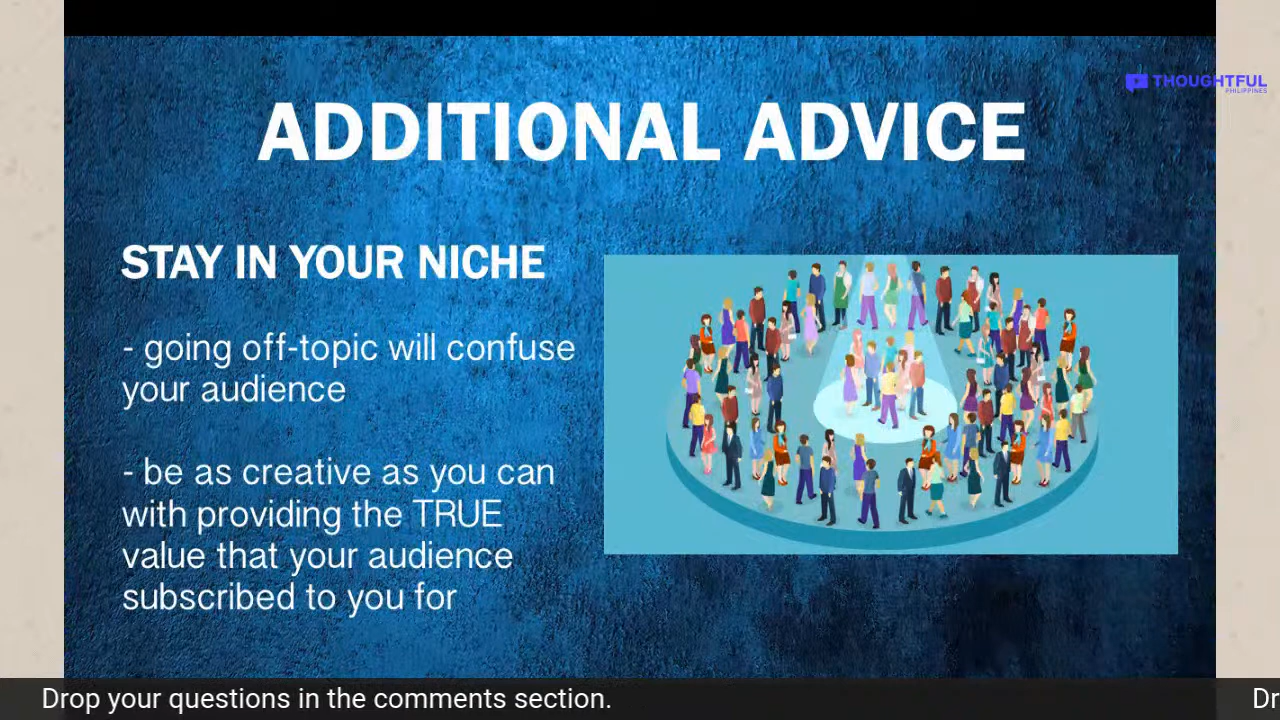 THOUGHTFUL
PHILIPPINES
ADDITIONAL ADVICE
STAY IN YOUR NICHE
- going off-topic will confuse
your audience
- be as creative as you can
with providing the TRUE
value that your audience
subscribed to you for
Drop your questions in the comments section.
Dr